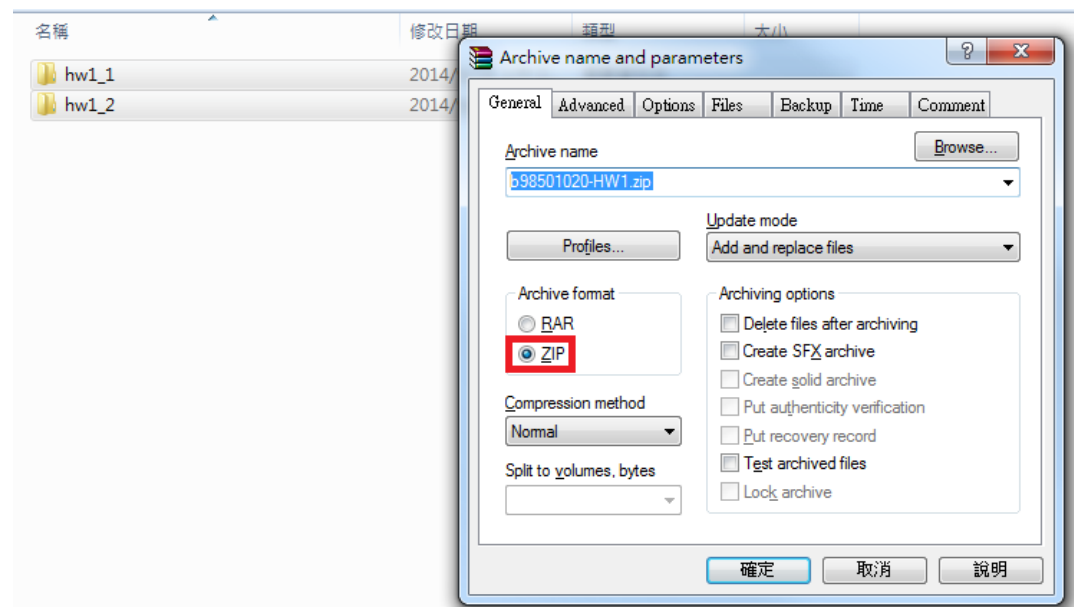 名稱 修改日期 類型 大小
hw1_1 2014/
hw1_2 2014/
Archive name and parameters
General Advanced Options Files Backup Time Comment
Archive name
Browse...
b98501020-HW1.zip
Update mode
Profiles...
Add and replace files
Archive format
RAR
ZIP
Archiving options
Delete files after archiving
Create SFX archive
Create solid archive
Put authenticity verification
Put recovery record
Test archived files
Lock archive
Compression method
Normal
Split to volumes, bytes
確定 取消 說明